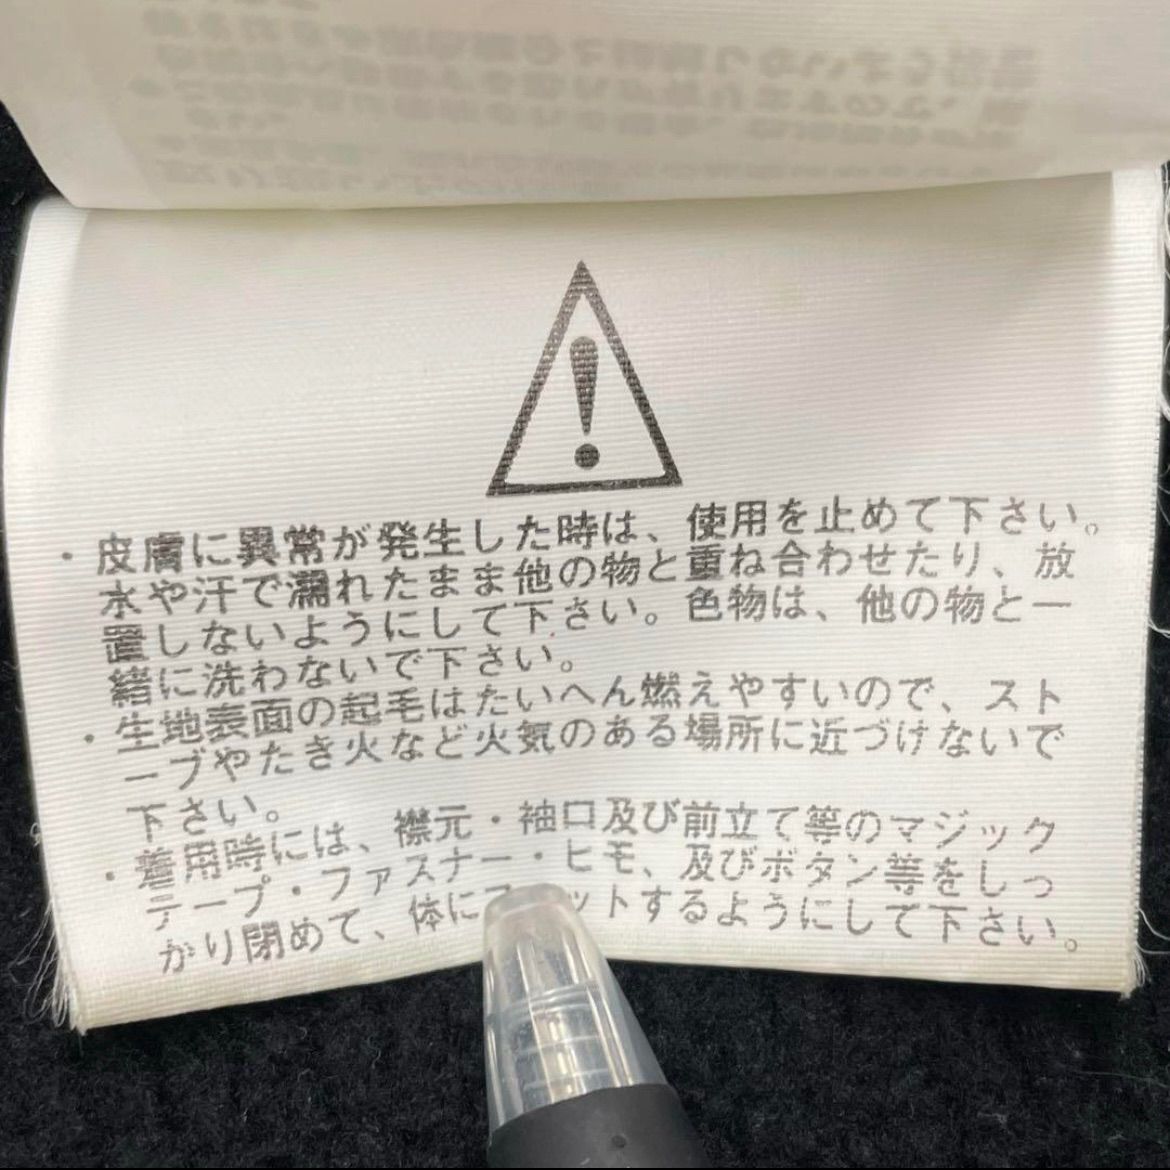 ・皮膚に異常が発生した時は、使用を止めて下さい。
水や汗で濡れたまま他の物と重ね合わせたり、放
置しないようにして下さい。色物は、他の物と一
緒に洗わないで下さい。
・生地表面の起毛はたいへん燃えやすいので、スト
ーブやたき火など火気のある場所に近づけないで
下さい。
・着用時には、襟元・袖口及び前立て等のマジック
テープ・ファスナー・ヒモ、及びボタン等をしっ
かり閉めて、体にフィットするようにして下さい。